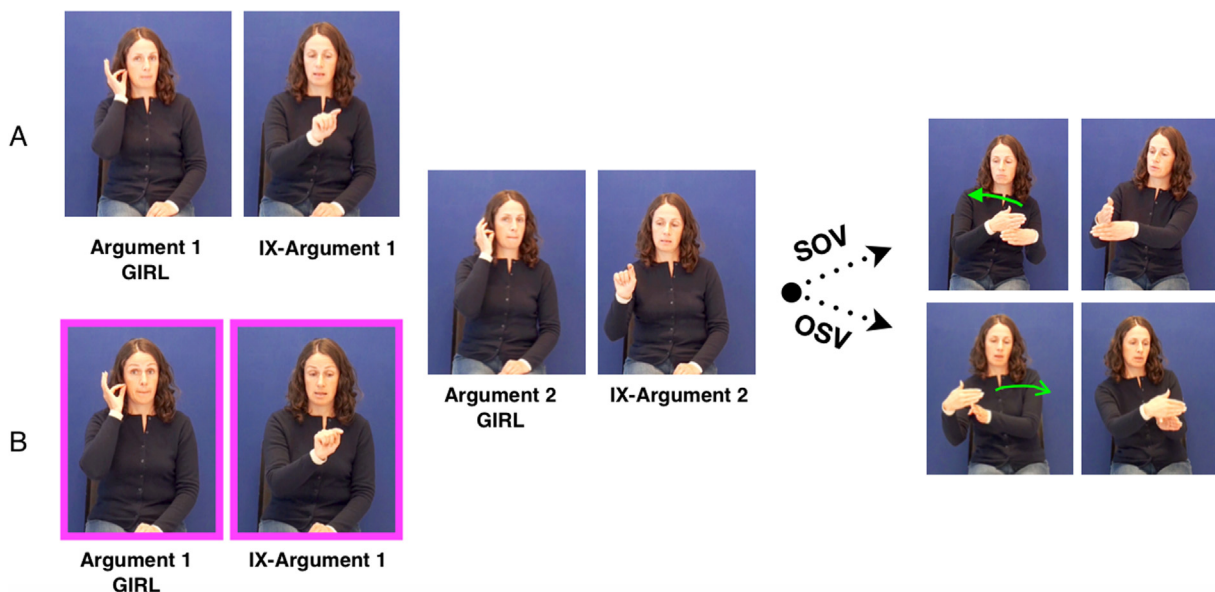 A
Argument 1
GIRL
IX-Argument 1
Argument 2
GIRL
IX-Argument 2
SOV
OSV
B
Argument 1
GIRL
IX-Argument 1